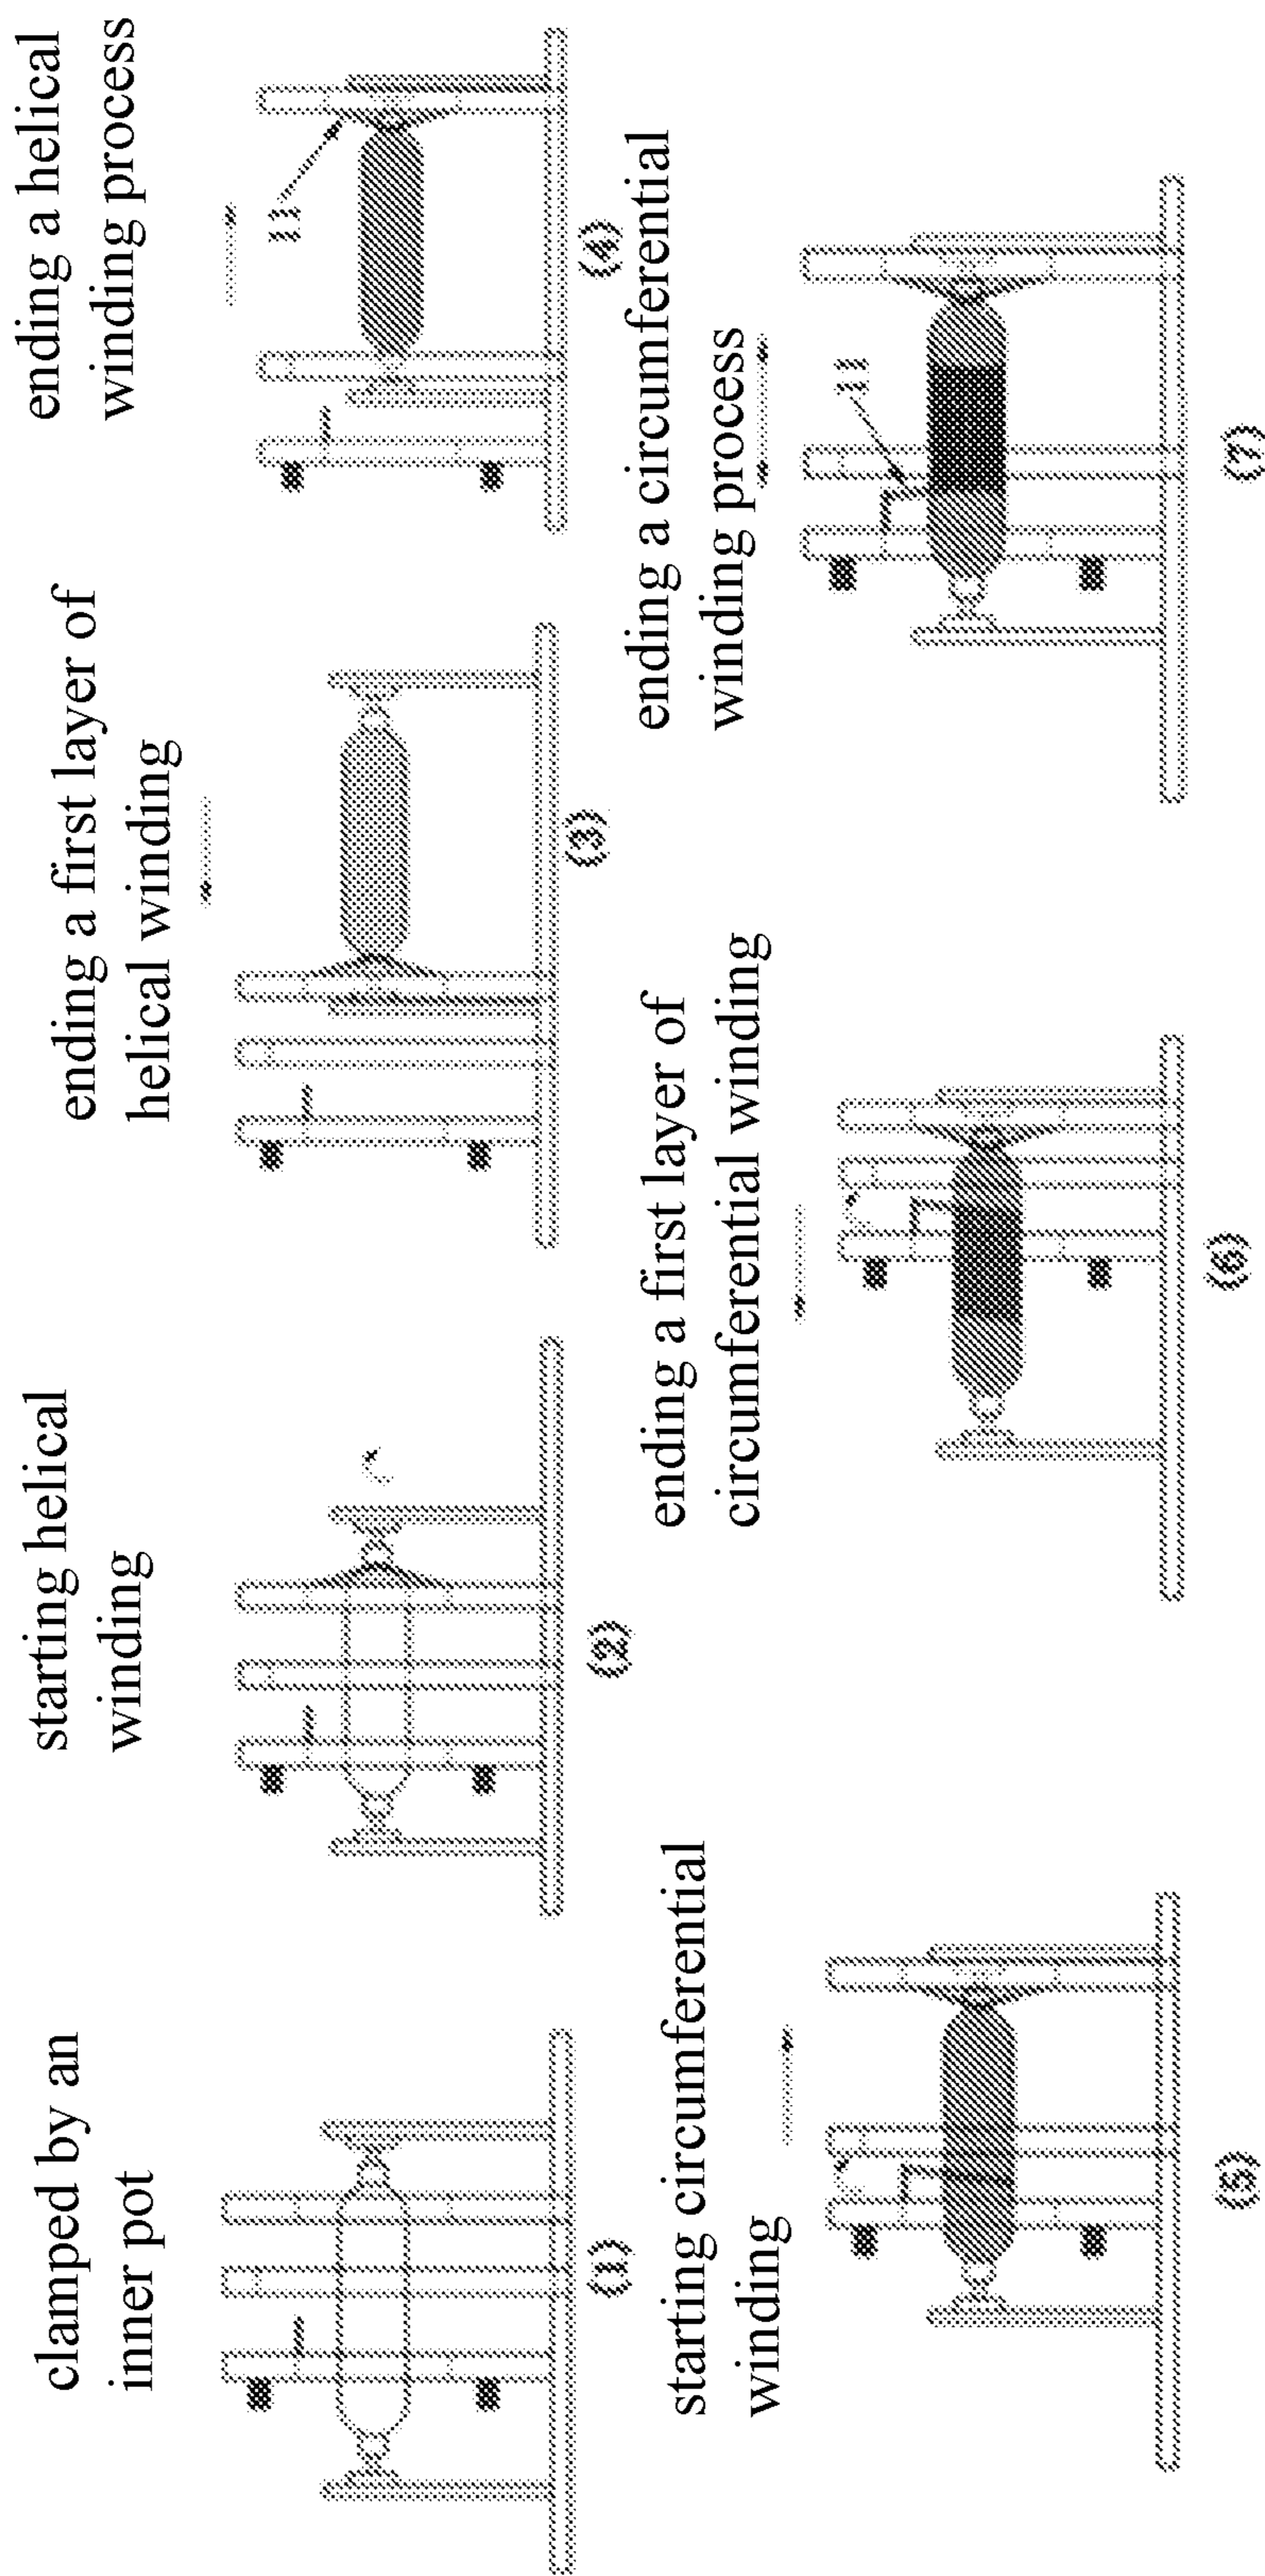 clamped by an
inner pot
(1)
starting helical
winding
(2)
ending a first layer of
helical winding
(3)
ending a helical
winding process
11
(4)
starting circumferential
winding
(5)
ending a first layer of
circumferential winding
(6)
ending a circumferential
winding process
11
(7)